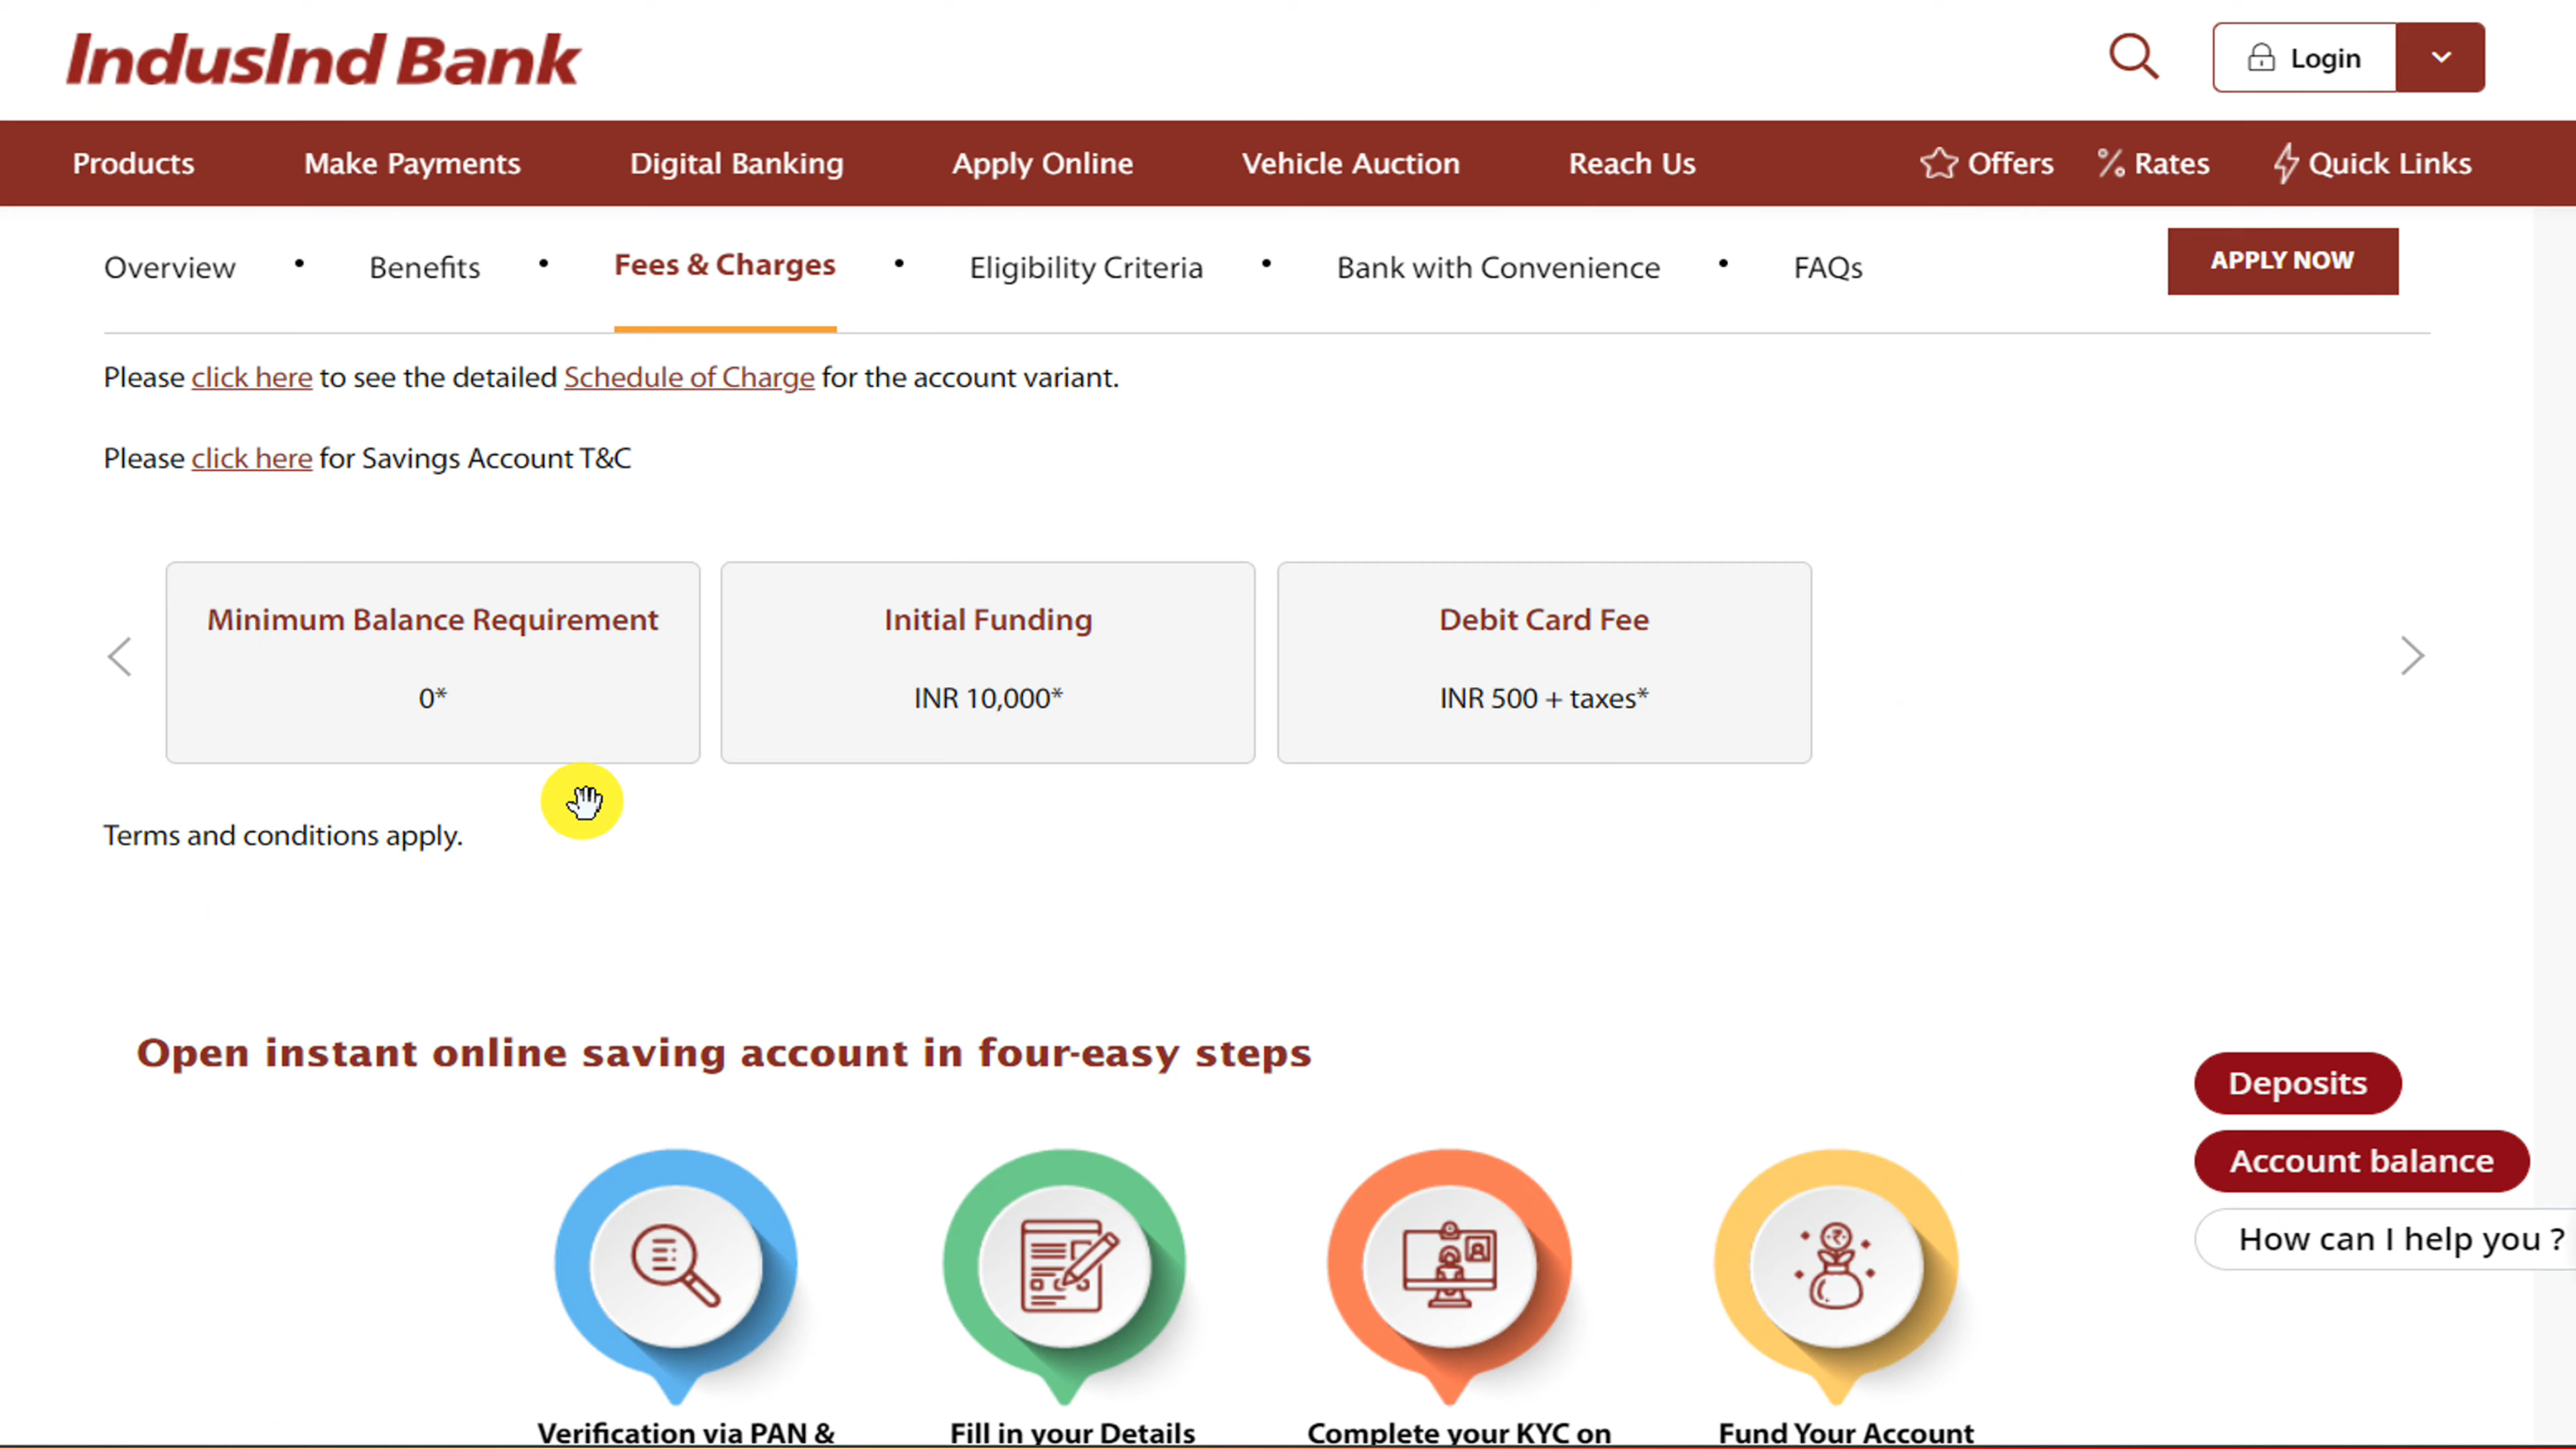 IndusInd Bank
Login
Products Make Payments Digital Banking Apply Online Vehicle Auction Reach Us Offers Rates Quick Links
Overview • Benefits • Fees & Charges • Eligibility Criteria • Bank with Convenience • FAQs APPLY NOW
Please click here to see the detailed Schedule of Charge for the account variant.
Please click here for Savings Account T&C
Minimum Balance Requirement Initial Funding Debit Card Fee
0* INR 10,000* INR 500 + taxes*
Terms and conditions apply.
Open instant online saving account in four-easy steps
Deposits
Account balance
How can I help you ?
Verification via PAN & Fill in your Details Complete your KYC on Fund Your Account